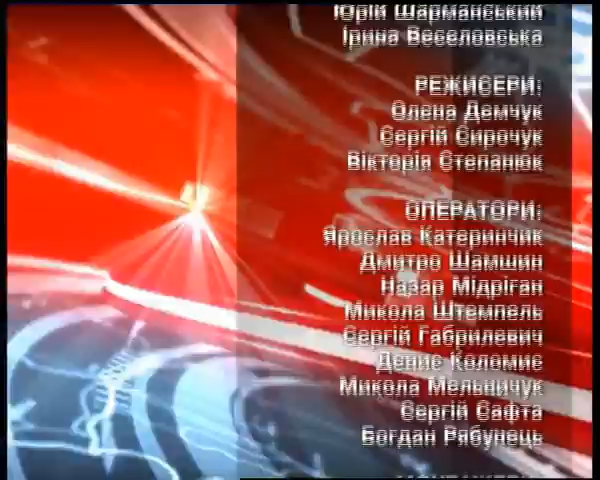 Юрій Шарманський
Ірина Веселовська
РЕЖИСЕРИ:
Олена Демчук
Сергій Сирочук
Вікторія Степанюк
ОПЕРАТОРИ:
Ярослав Катеринчик
Дмитро Шамшин
Назар Мідріган
Микола Штемпель
Сергій Габрилевич
Денис Коломис
Микола Мельничук
Сергій Сафта
Богдан Рябунець